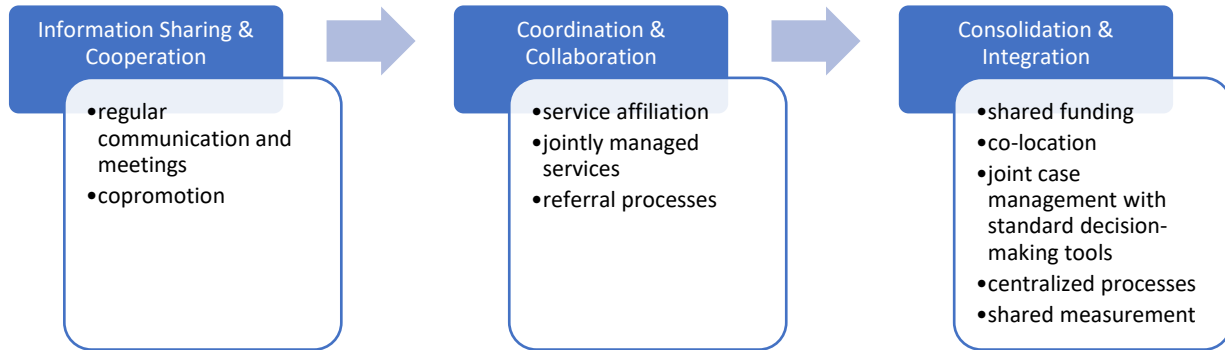 Information Sharing &
Cooperation
•regular
communication and
meetings
•copromotion
Coordination &
Collaboration
•service affiliation
•jointly managed
services
•referral processes
Consolidation &
Integration
•shared funding
•co-location
•joint case
management with
standard decision-
making tools
•centralized processes
•shared measurement